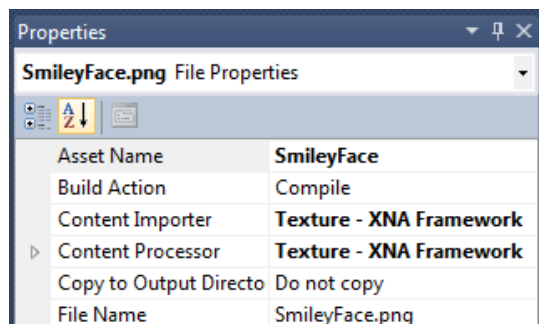 Properties
SmileyFace.png File Properties
Asset Name SmileyFace
Build Action Compile
Content Importer Texture - XNA Framework
Content Processor Texture - XNA Framework
Copy to Output Directo Do not copy
File Name SmileyFace.png